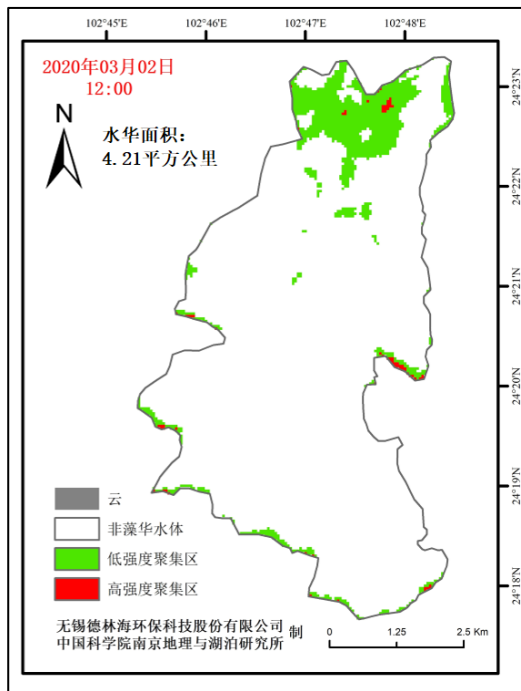 102°45'E 102°46'E 102°47'E 102°48'E
2020年03月02日
12:00
N
水华面积：
4.21平方公里
24°23'N
24°22'N
24°21'N
24°20'N
24°19'N
24°18'N
云
非藻华水体
低强度聚集区
高强度聚集区
无锡德林海环保科技股份有限公司
中国科学院南京地理与湖泊研究所
制
0 1.25 2.5 Km